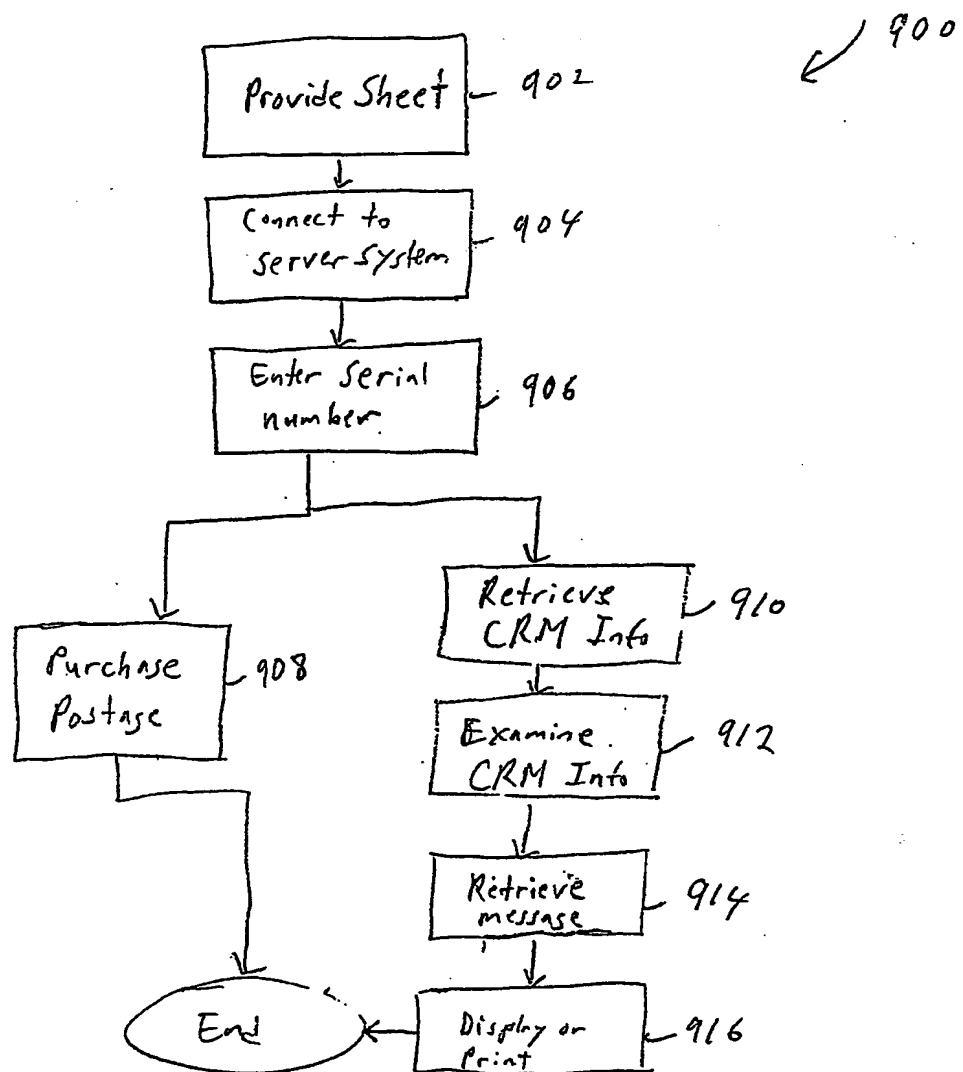 900
Provide Sheet
902
Connect to
server system
904
Enter serial
number.
906
Purchase
Postage
908
Retrieve
CRM Info
910
Examine
CRM Info
912
Retrieve
message
914
Display or
Print
916
End